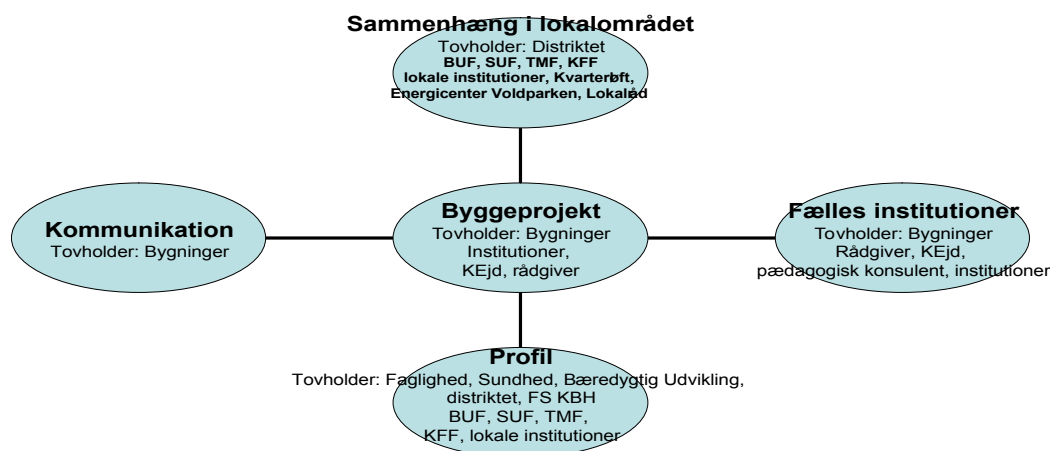 Sammenhæng i lokalområdet
Tovholder: Distriktet
BUF, SUF, TMF, KFF
lokale institutioner, Kvarterløft,
Energicenter Voldparken, Lokalråd
Kommunikation
Tovholder: Bygninger
Byggeprojekt
Tovholder: Bygninger
Institutioner,
KEjd, rådgiver
Fælles institutioner
Tovholder: Bygninger
Rådgiver, KEjd,
pædagogisk konsulent, institutioner
Profil
Tovholder: Faglighed, Sundhed, Bæredygtig Udvikling,
distriktet, FS KBH
BUF, SUF, TMF,
KFF, lokale institutioner